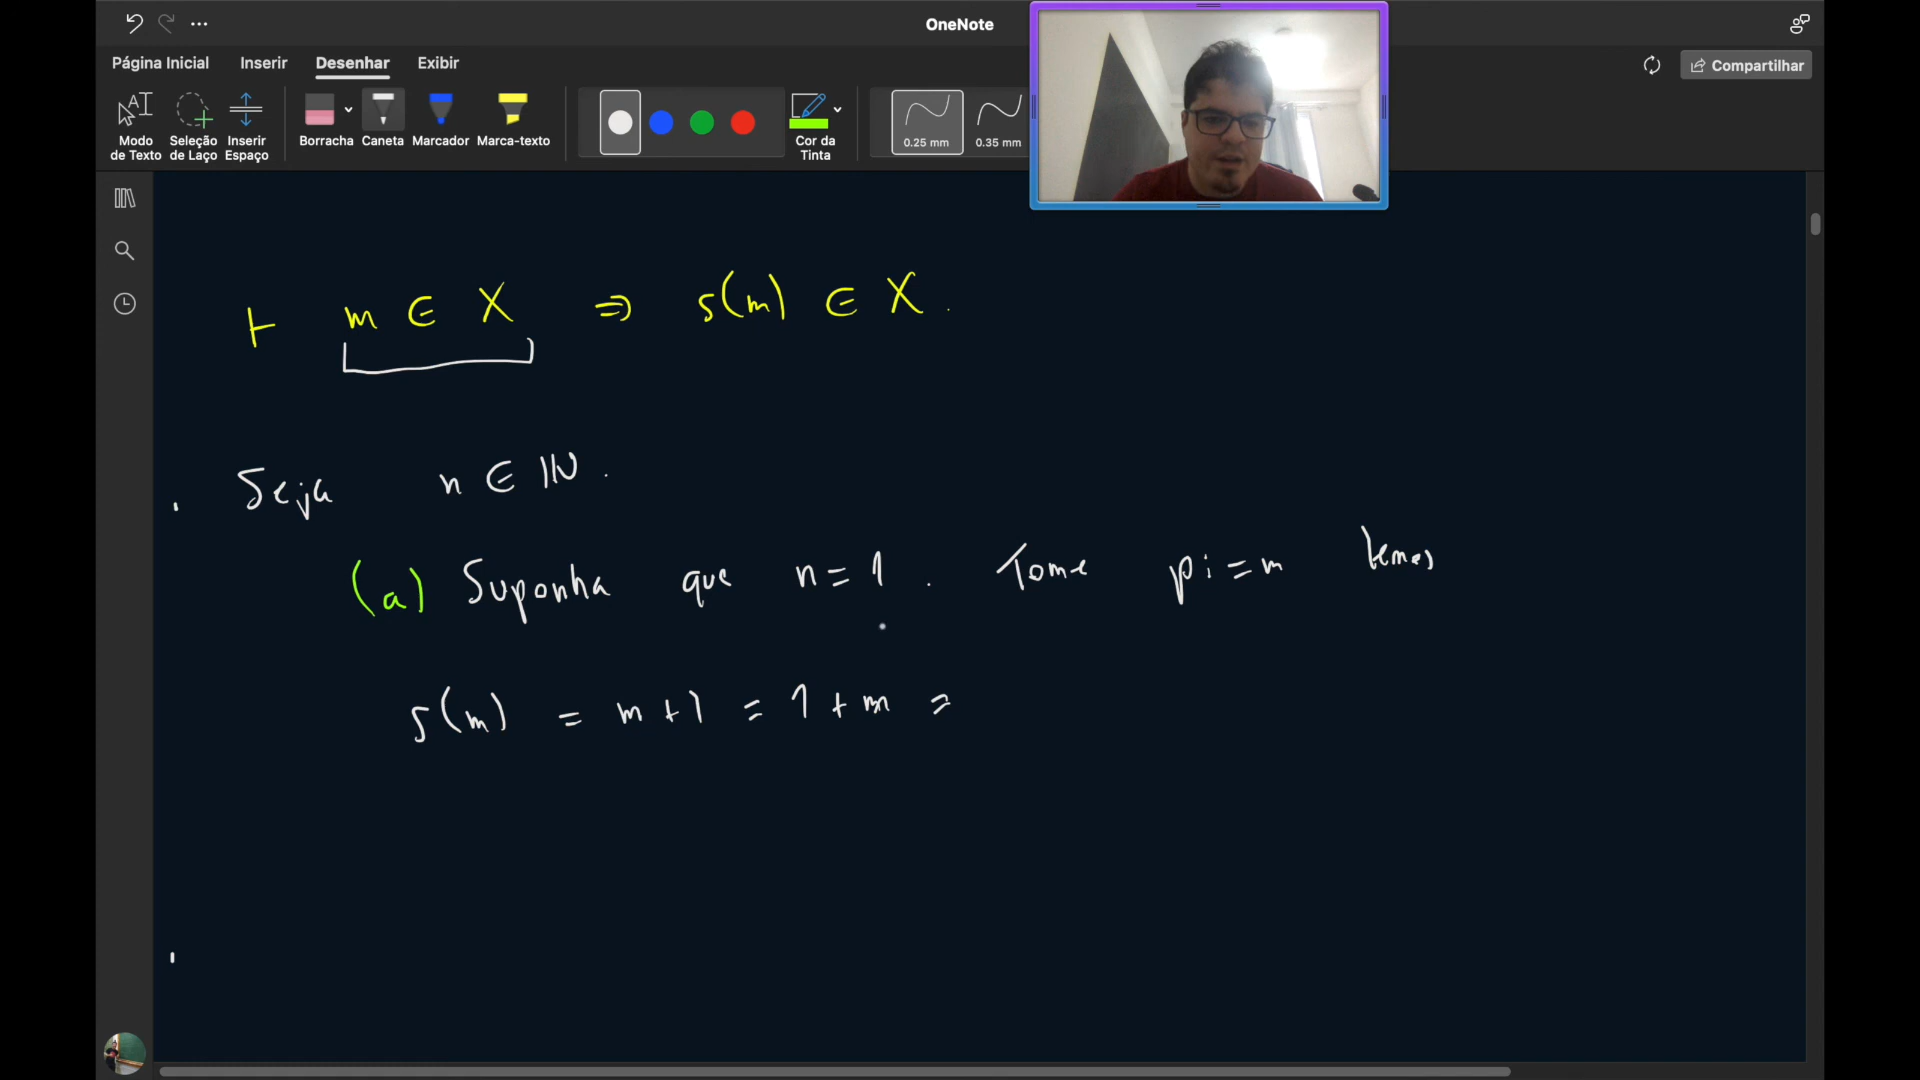 OneNote
Página Inicial Inserir Desenhar Exibir
Compartilhar
Modo de Texto
Seleção de Laço
Inserir Espaço
Borracha
Caneta
Marcador
Marca-texto
Cor da Tinta
0.25 mm
0.35 mm
⊢ m ∈ X ⇒ s(m) ∈ X.
. Seja n ∈ ℕ.
(a) Suponha que n = 1. Tome p := m temos
s(m) = m + 1 = 1 + m =